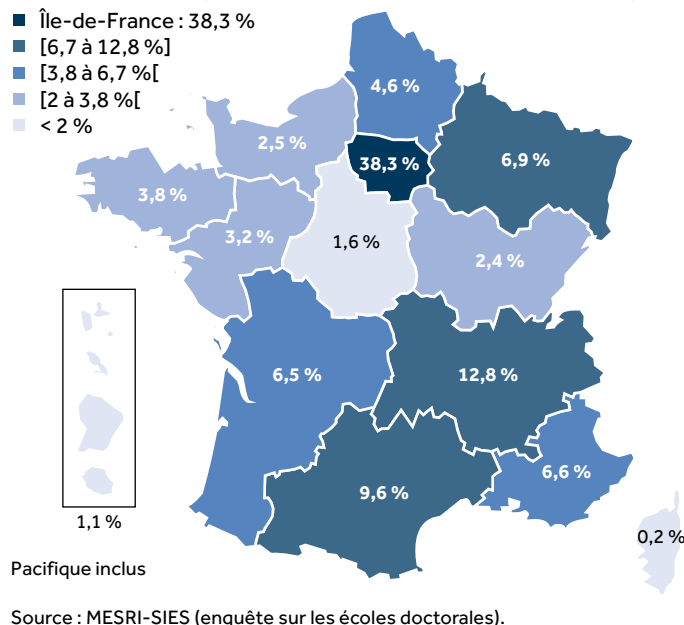 Île-de-France : 38,3 %
[6,7 à 12,8 %]
[3,8 à 6,7 %[
[2 à 3,8 %[
< 2 %
4,6 %
2,5 %
38,3 %
6,9 %
3,8 %
3,2 %
1,6 %
2,4 %
6,5 %
12,8 %
9,6 %
6,6 %
1,1 %
0,2 %
Pacifique inclus
Source : MESRI-SIES (enquête sur les écoles doctorales).